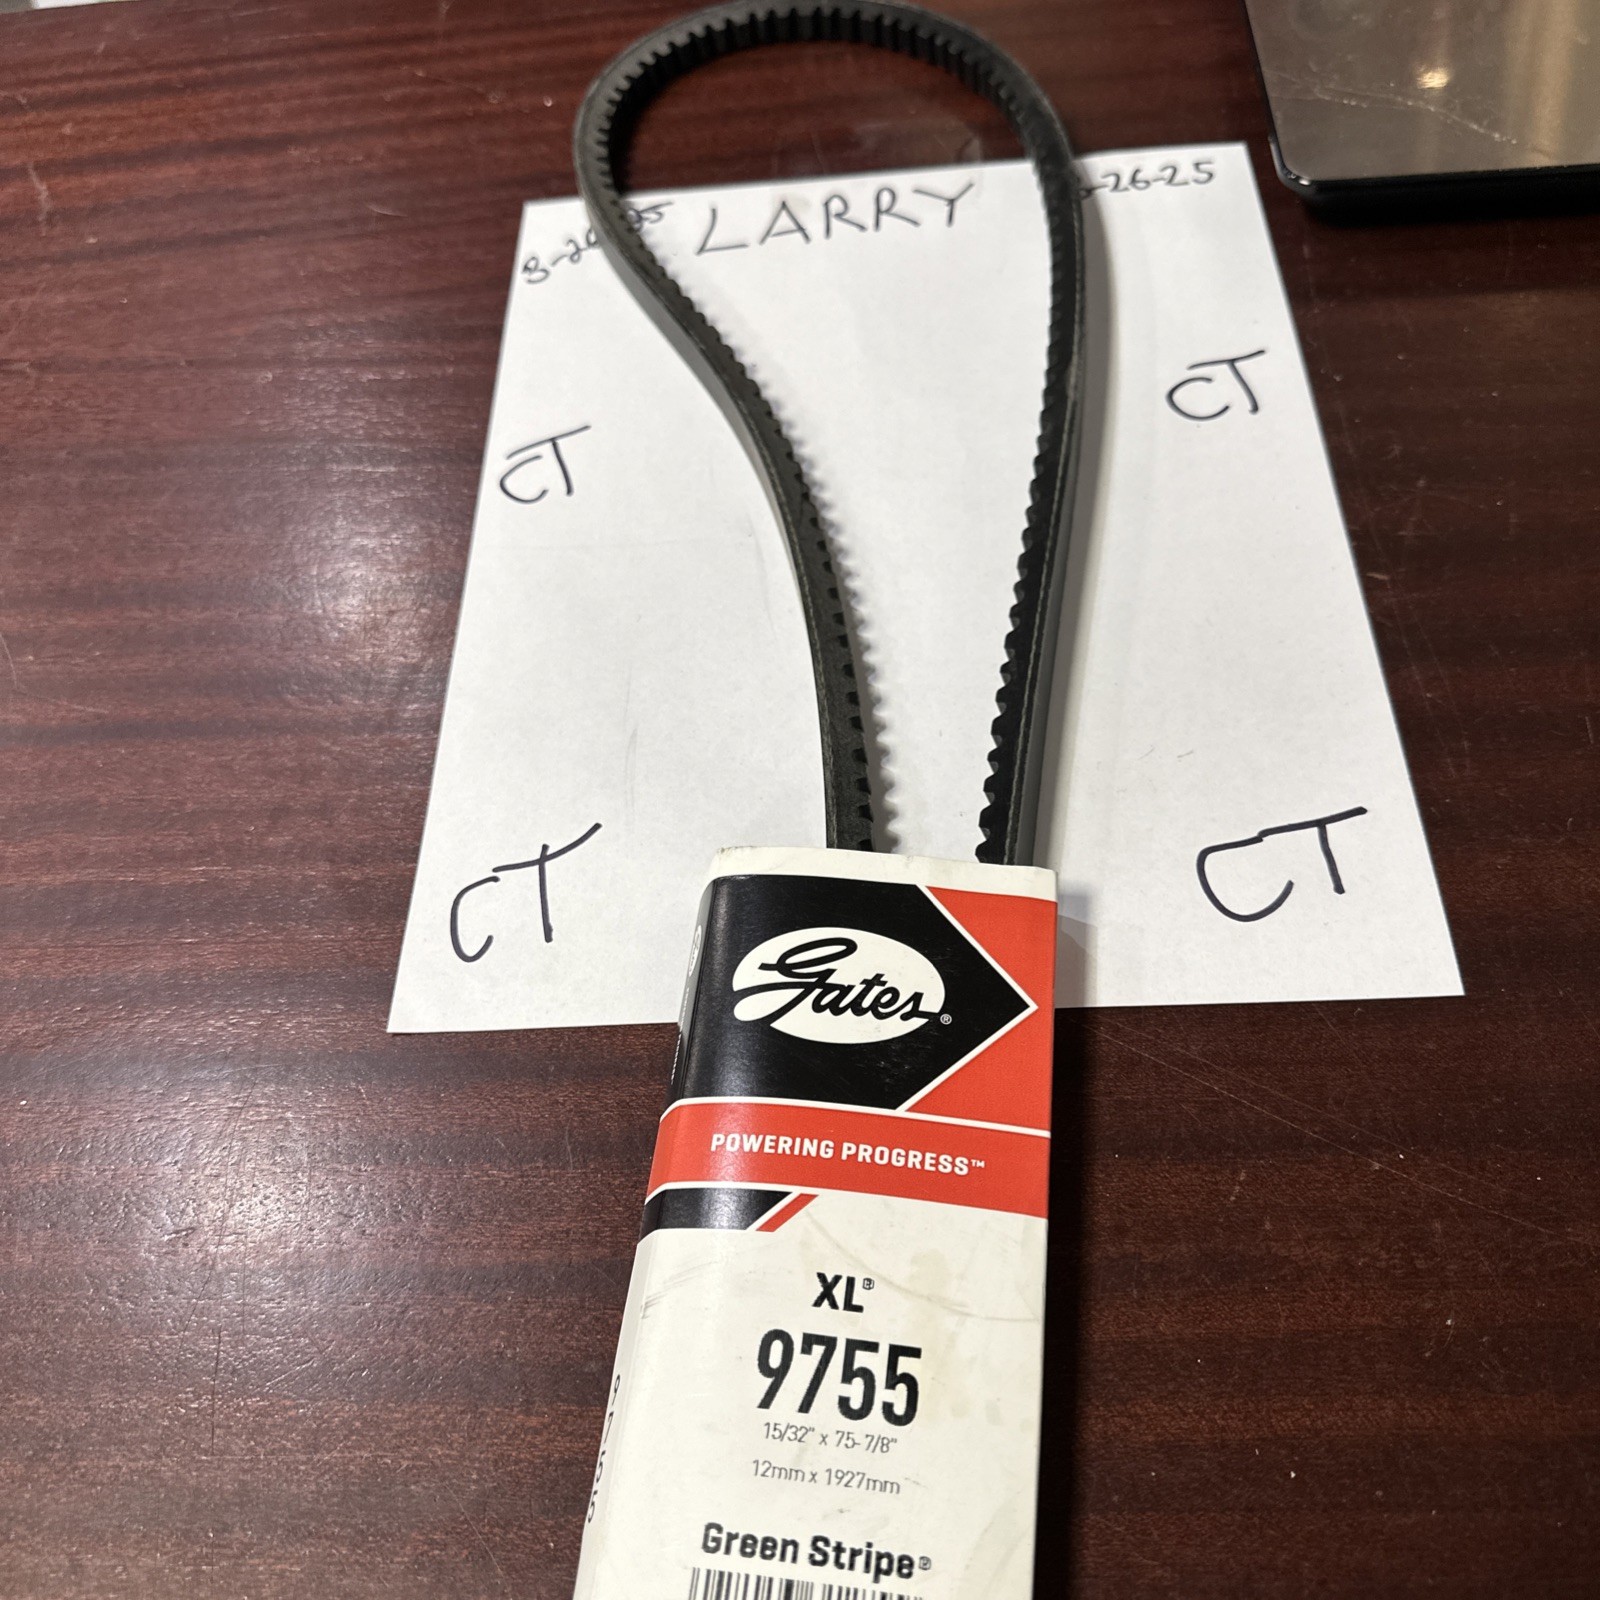 LARRY
-26-25
CT
CT
CT
CT
Gates®
POWERING PROGRESS™
XL®
9755
15/32" x 75-7/8"
12mm x 1927mm
Green Stripe®
9755